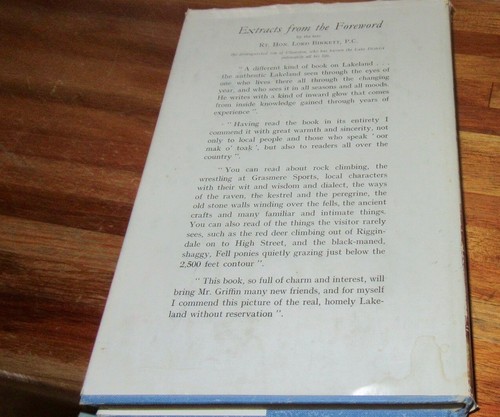 Extracts from the Foreword
by the late
RT. HON. LORD BIRKETT, P.C.
" A different kind of book on Lakeland . . .
the authentic Lakeland seen through the eyes of
one who lives there all through the changing
year, and who sees it in all seasons and all moods.
He writes with a kind of inward glow that comes
from inside knowledge gained through years of
experience ".
" Having read the book in its entirety I
commend it with great warmth and sincerity, not
only to local people and those who speak ' oor
mak o' toak ', but also to readers all over the
country ".
" You can read about rock climbing, the
wrestling at Grasmere Sports, local characters
with their wit and wisdom and dialect, the ways
of the raven, the kestrel and the peregrine, the
old stone walls winding over the fells, the ancient
crafts and many familiar and intimate things.
You can also read of the things the visitor rarely
sees, such as the red deer climbing out of Riggin-
dale on to High Street, and the black-maned,
shaggy, Fell ponies quietly grazing just below the
2,500 feet contour ".
" This book, so full of charm and interest, will
bring Mr. Griffin many new friends, and for myself
I commend this picture of the real, homely Lake-
land without reservation ".